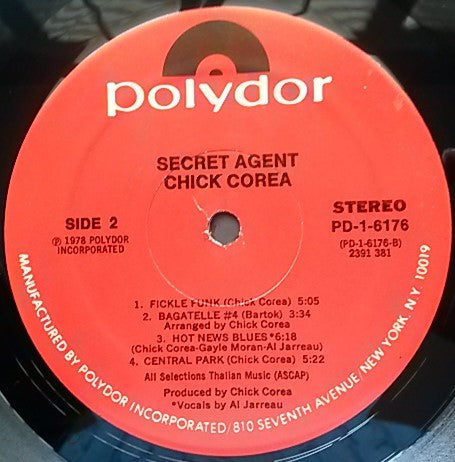 polydor
SECRET AGENT
CHICK COREA
SIDE 2
℗ 1978 POLYDOR
INCORPORATED
STEREO
PD-1-6176
(PD-1-6176-B)
2391 381
1. FICKLE FUNK (Chick Corea) 5:05
2. BAGATELLE #4 (Bartok) 3:34
Arranged by Chick Corea
3. HOT NEWS BLUES *6:18
(Chick Corea-Gayle Moran-Al Jarreau)
4. CENTRAL PARK (Chick Corea) 5:22
All Selections Thalian Music (ASCAP)
Produced by Chick Corea
*Vocals by Al Jarreau
MANUFACTURED BY POLYDOR INCORPORATED/810 SEVENTH AVENUE/NEW YORK, N Y 10019